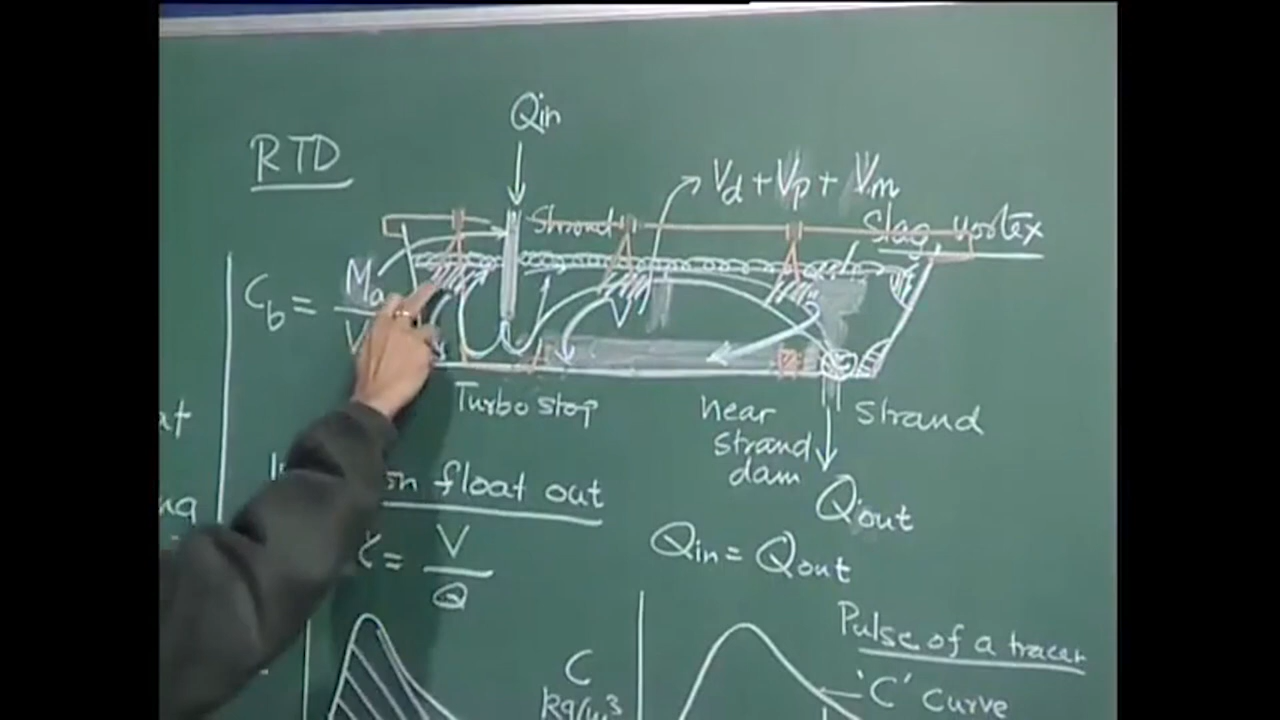 Qin
RTD
Vd + Vp + Vm
Shroud
Slag Vortex
Cb =
V
Turbo stop
near
strand
dam
Strand
float out
Qout
τ = V
Q
Qin = Qout
Pulse of a tracer
'C' curve
C
kg/m³